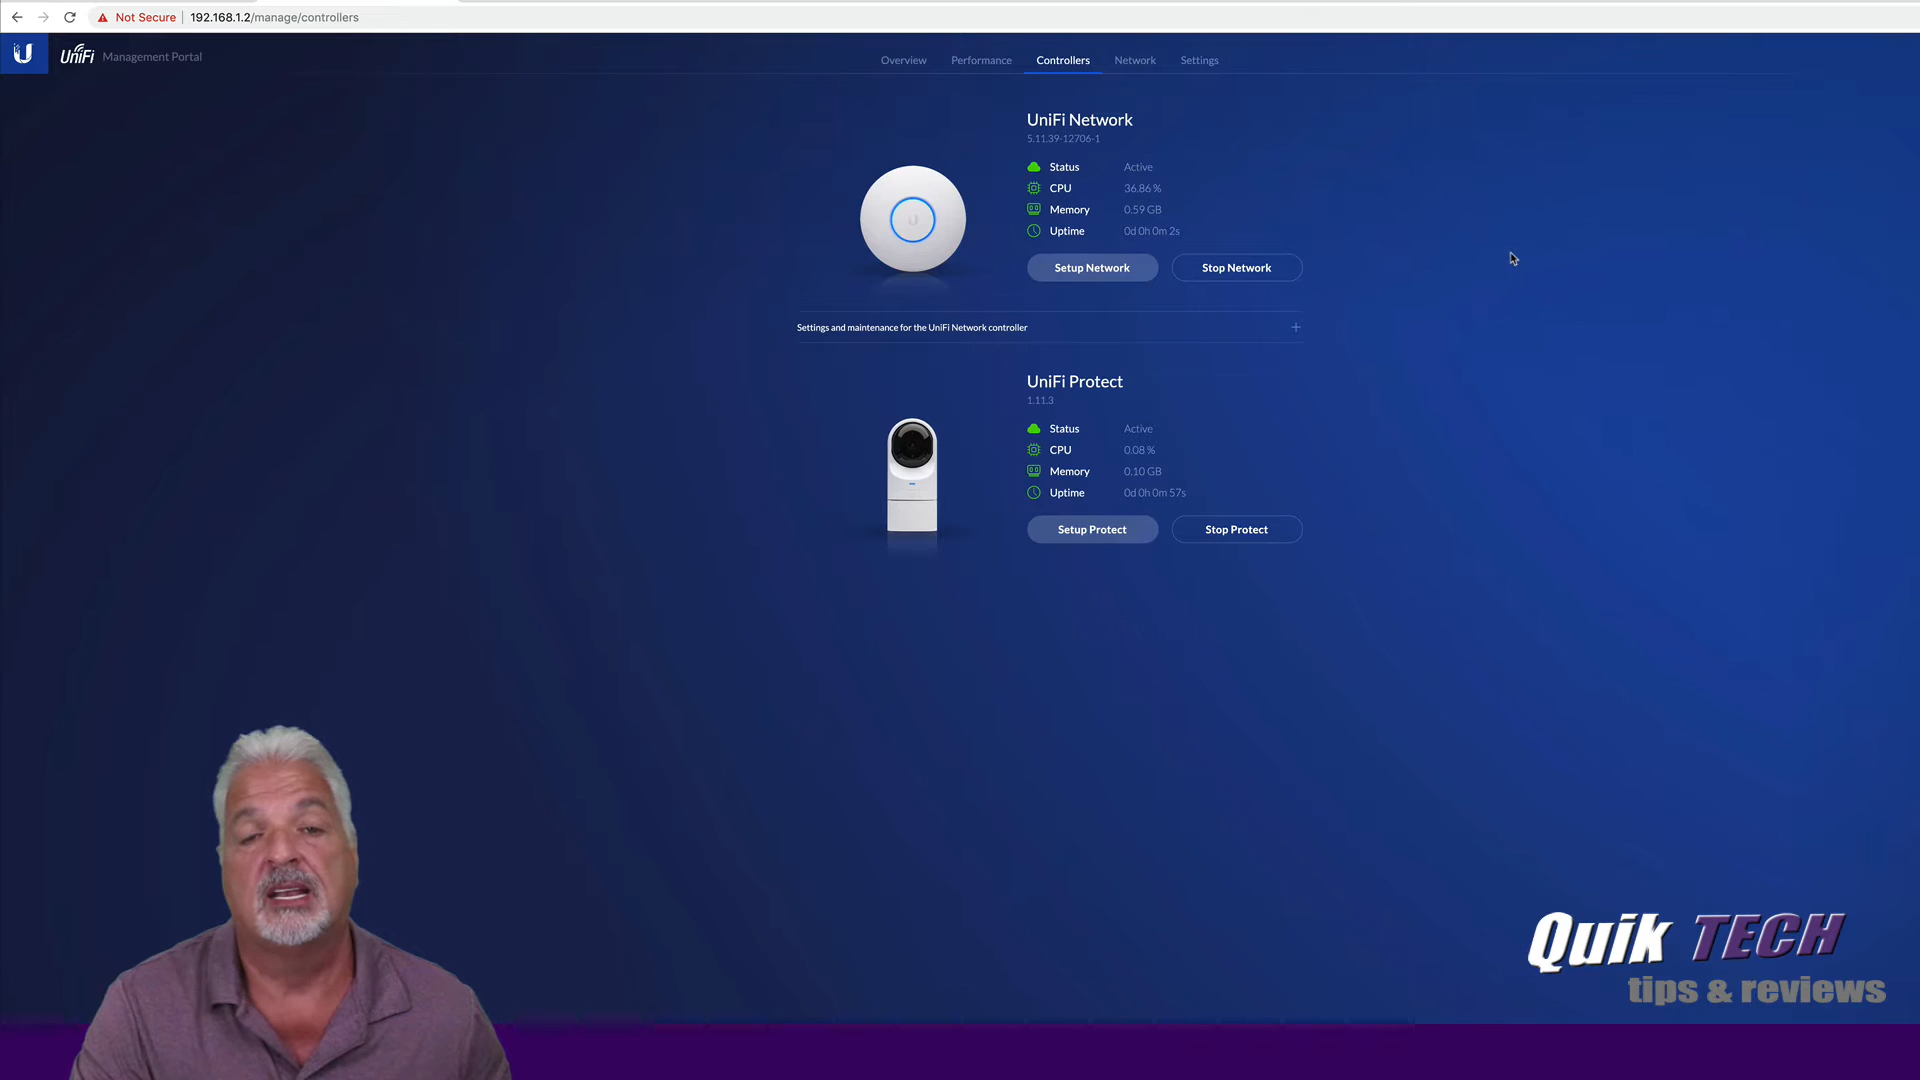 Not Secure | 192.168.1.2/manage/controllers
UniFi Management Portal
Overview Performance Controllers Network Settings
UniFi Network
5.11.39-12706-1
Status Active
CPU 36.86 %
Memory 0.59 GB
Uptime 0d 0h 0m 2s
Setup Network Stop Network
Settings and maintenance for the UniFi Network controller +
UniFi Protect
1.11.3
Status Active
CPU 0.08 %
Memory 0.10 GB
Uptime 0d 0h 0m 57s
Setup Protect Stop Protect
Quik TECH
tips & reviews